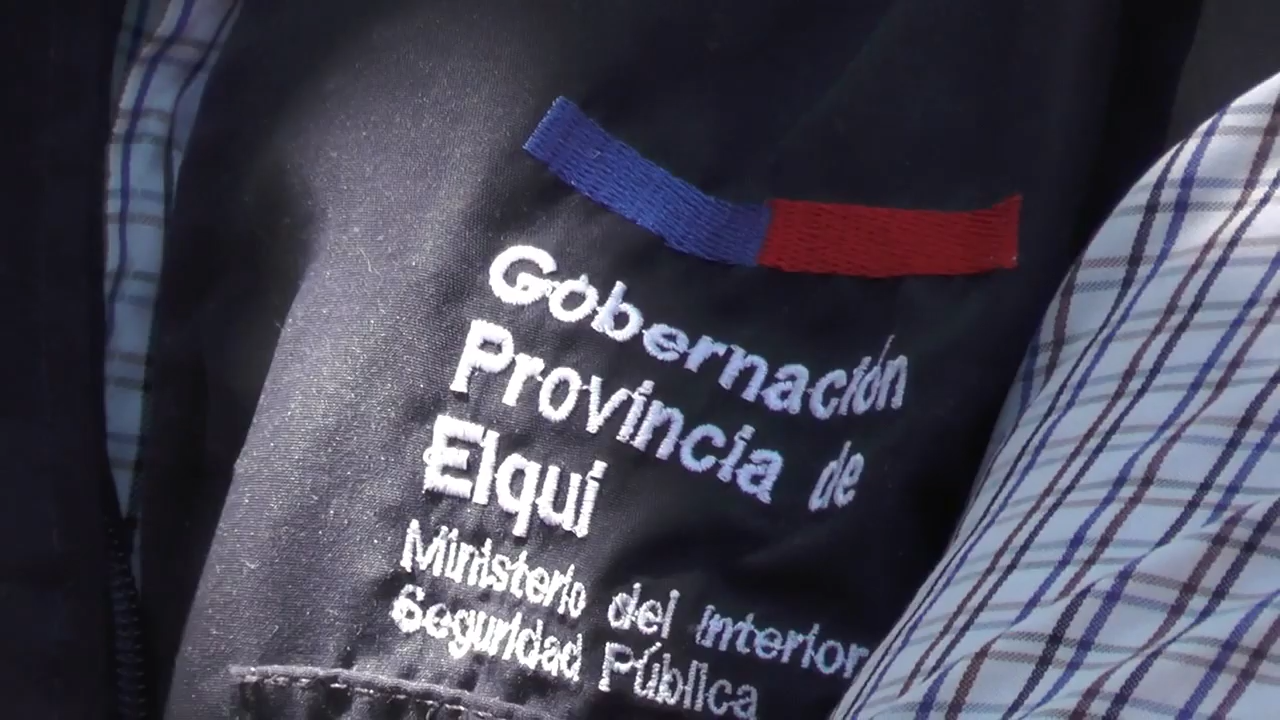 Gobernación
Provincia de
Elqui
Ministerio del Interior
Seguridad Pública